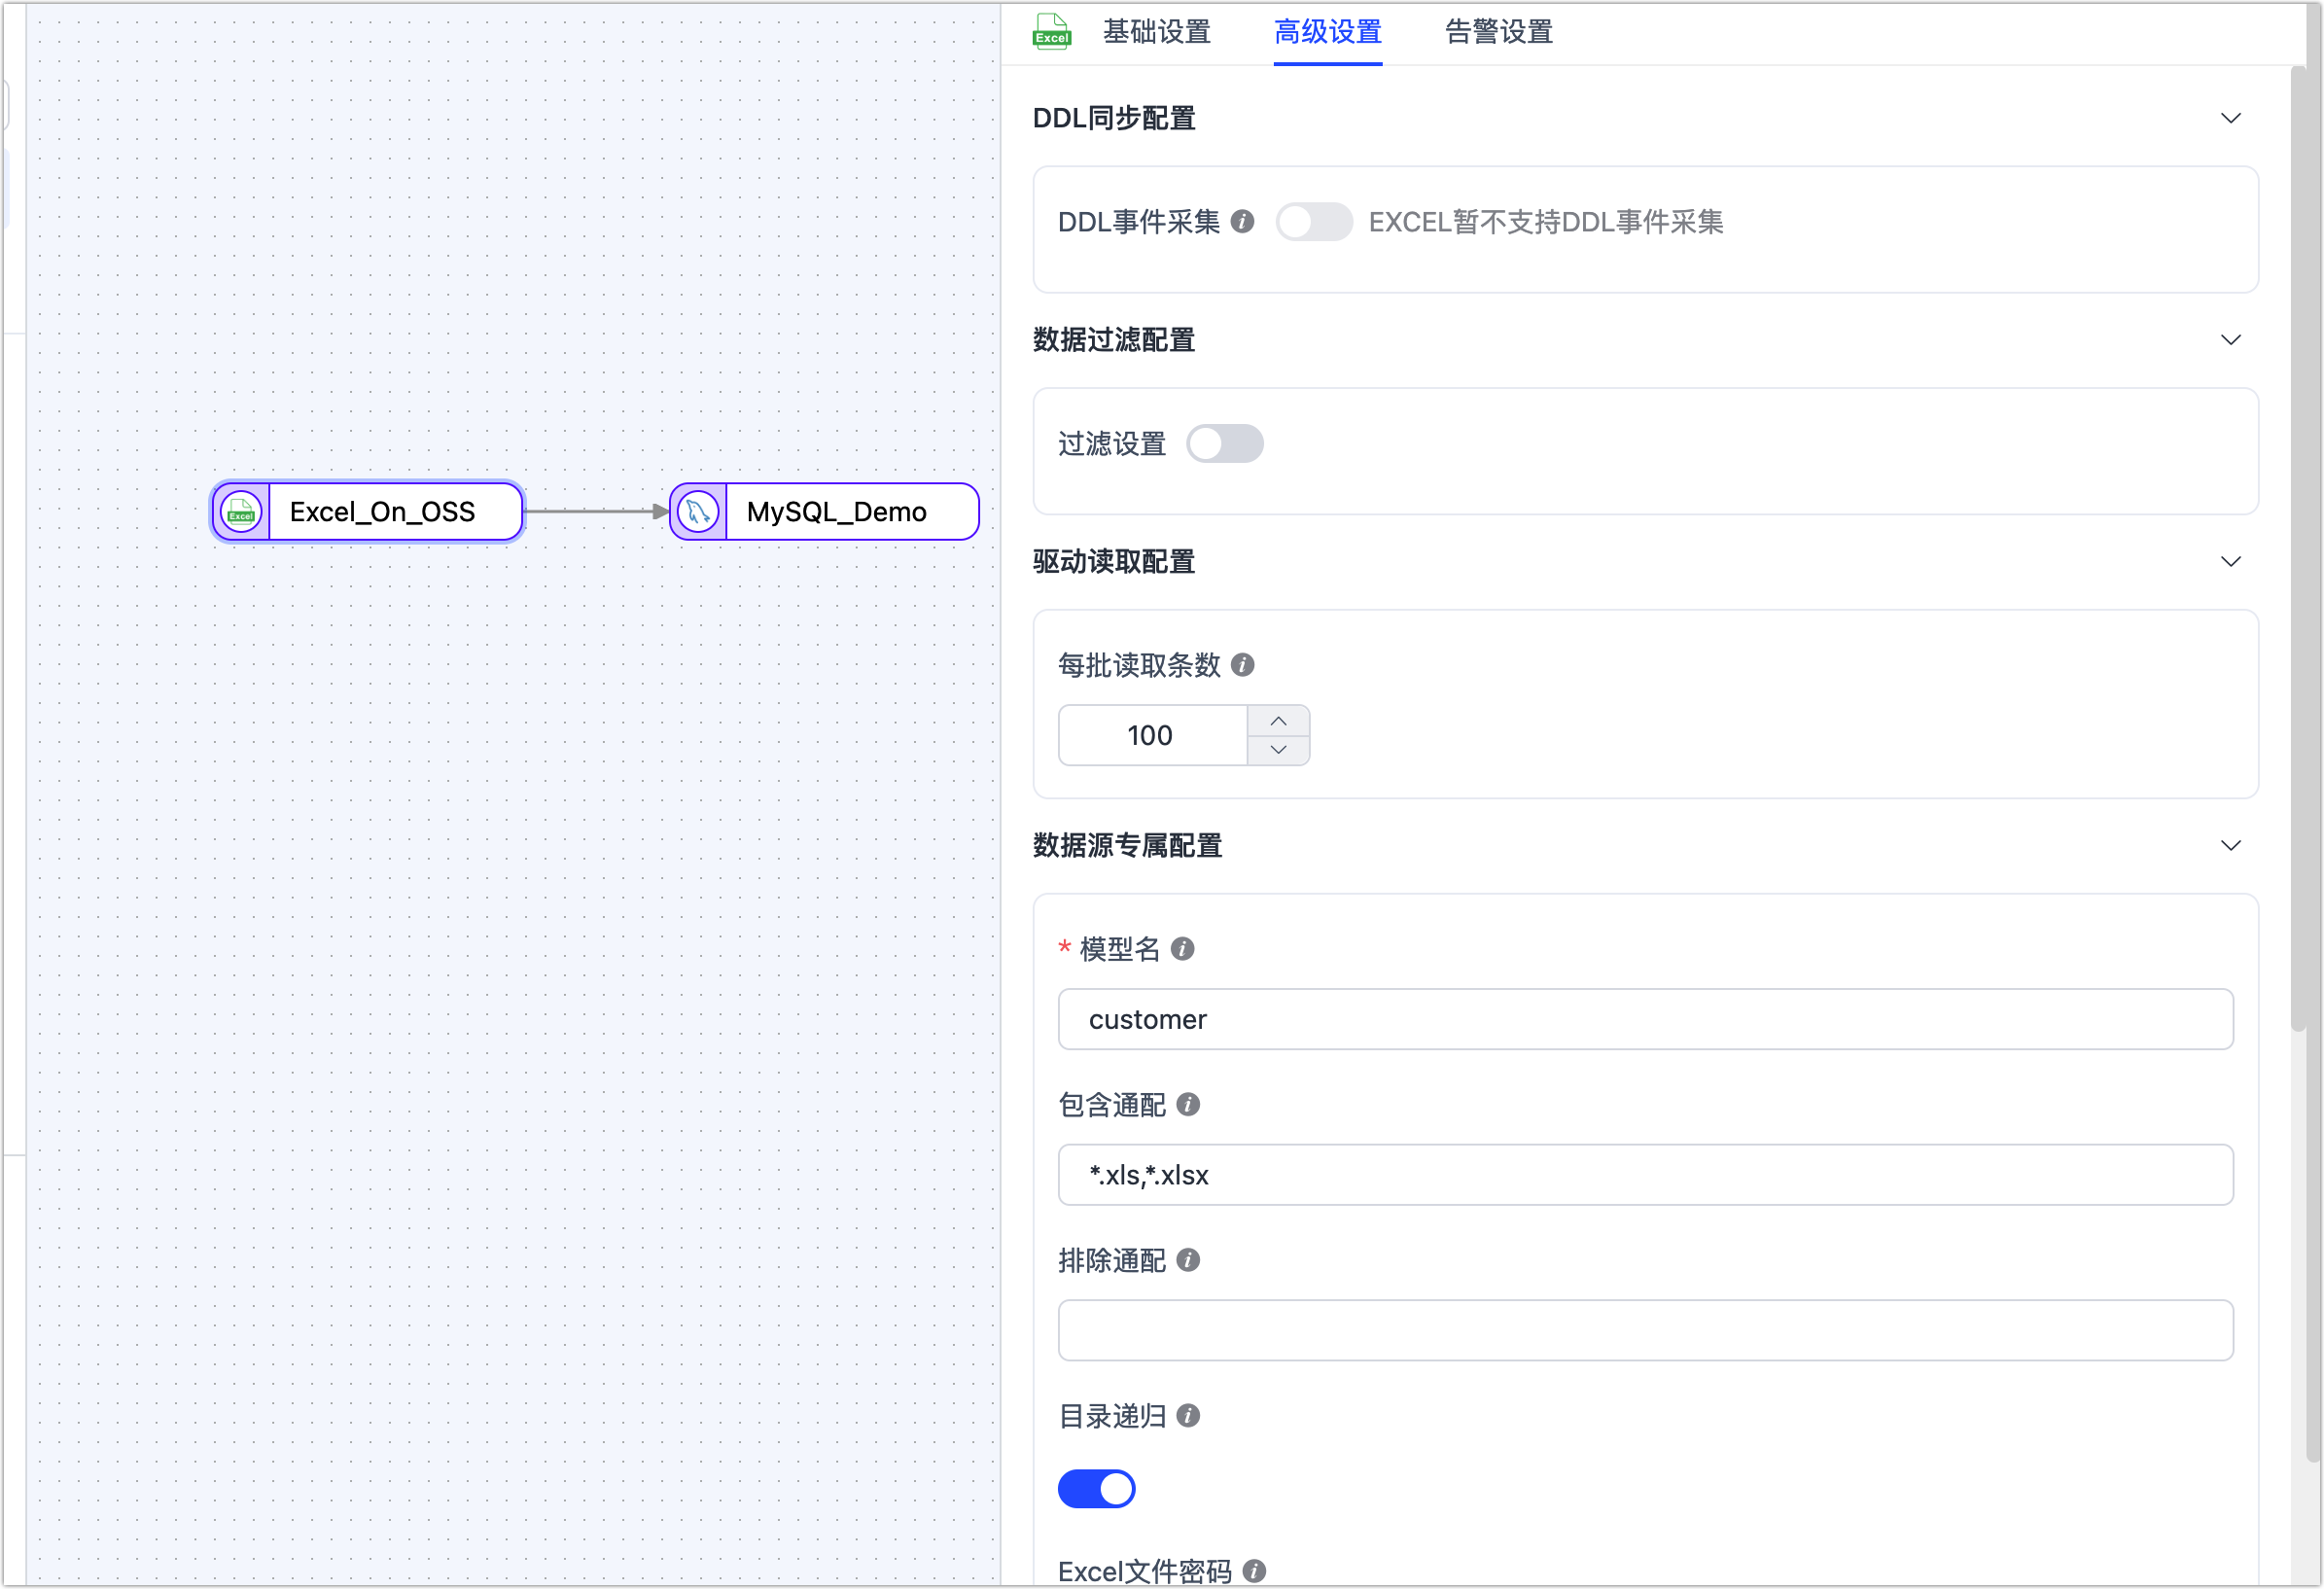 Excel
基础设置
高级设置
告警设置
DDL同步配置
DDL事件采集
EXCEL暂不支持DDL事件采集
数据过滤配置
过滤设置
Excel
Excel_On_OSS
MySQL_Demo
驱动读取配置
每批读取条数
100
数据源专属配置
* 模型名
customer
包含通配
*.xls,*.xlsx
排除通配
目录递归
Excel文件密码